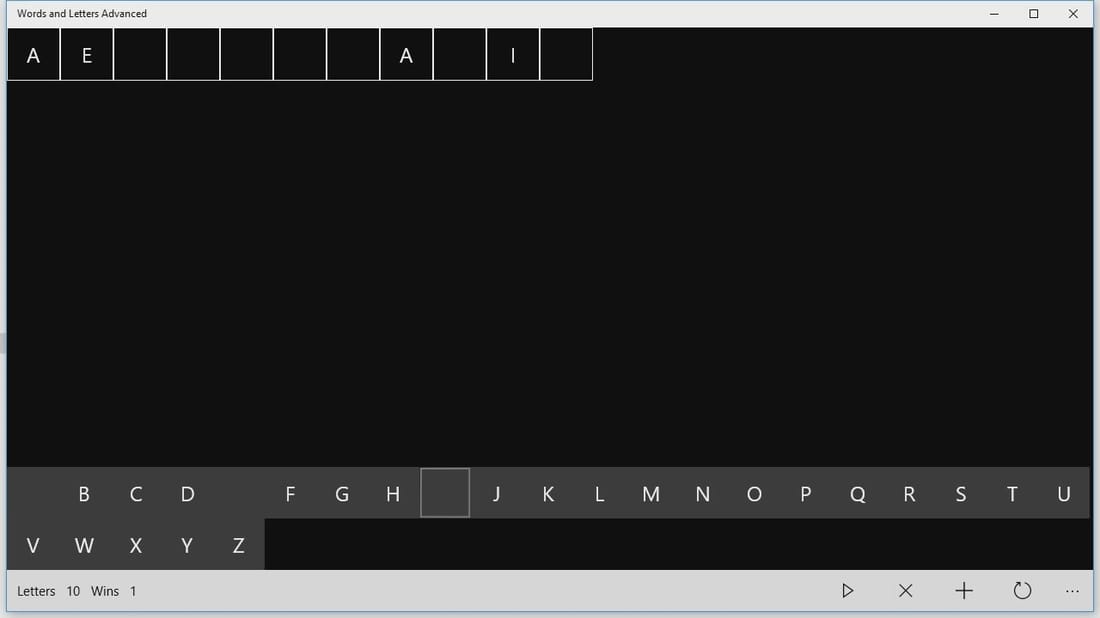 Words and Letters Advanced
A E A I
B C D F G H J K L M N O P Q R S T U
V W X Y Z
Letters 10 Wins 1